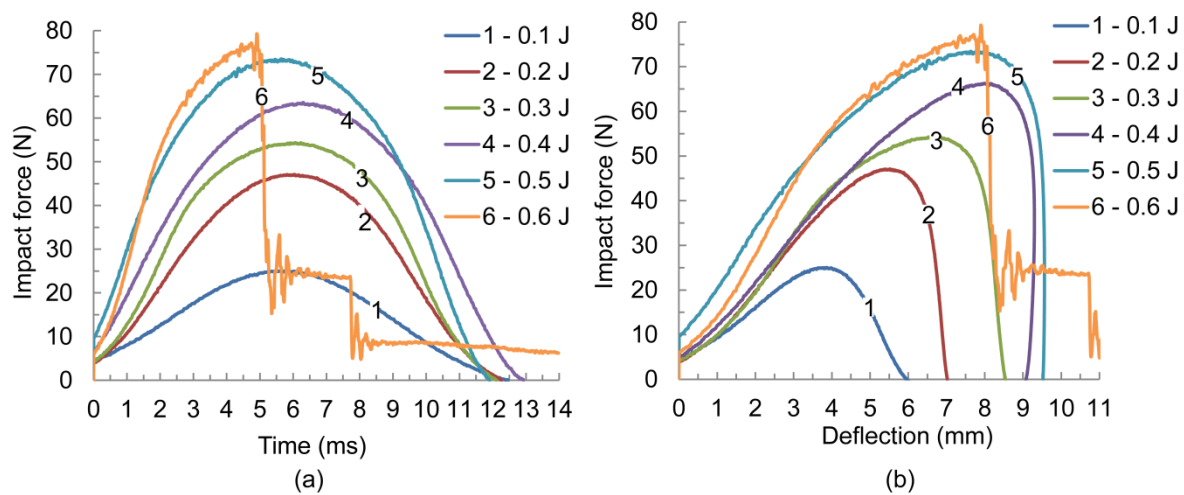 (a)
80
70
60
50
40
30
20
10
0
Impact force (N)
0 1 2 3 4 5 6 7 8 9 10 11 12 13 14
Time (ms)
1
2
3
4
5
6
1 - 0.1 J
2 - 0.2 J
3 - 0.3 J
4 - 0.4 J
5 - 0.5 J
6 - 0.6 J
(a)
(b)
80
70
60
50
40
30
20
10
0
Impact force (N)
0 1 2 3 4 5 6 7 8 9 10 11
Deflection (mm)
1
2
3
4
5
6
1 - 0.1 J
2 - 0.2 J
3 - 0.3 J
4 - 0.4 J
5 - 0.5 J
6 - 0.6 J
(b)